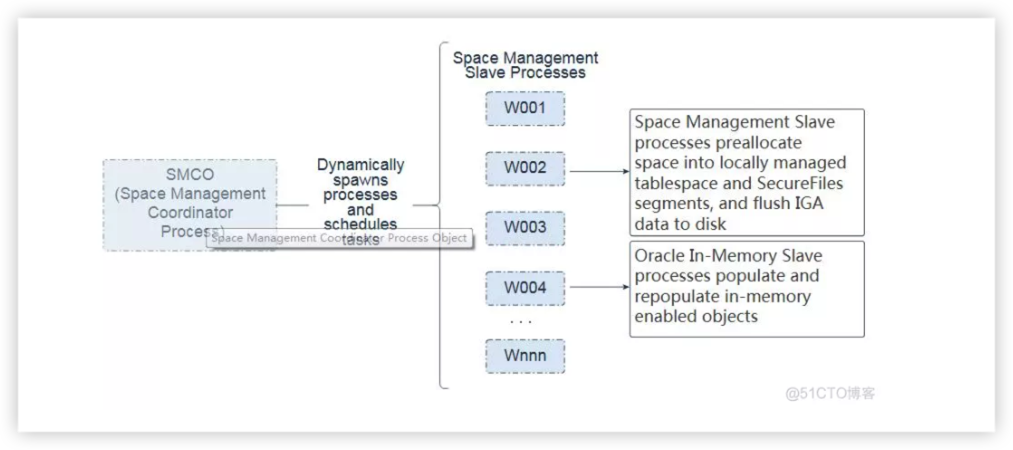 SMCO
(Space Management
Coordinator
Process)
Space Management Coordinator Process Object
Dynamically
spawns
processes
and
schedules
tasks
Space Management
Slave Processes
W001
W002
W003
W004
...
Wnnn
Space Management Slave
processes preallocate
space into locally managed
tablespace and SecureFiles
segments, and flush IGA
data to disk
Oracle In-Memory Slave
processes populate and
repopulate in-memory
enabled objects
@51CTO博客